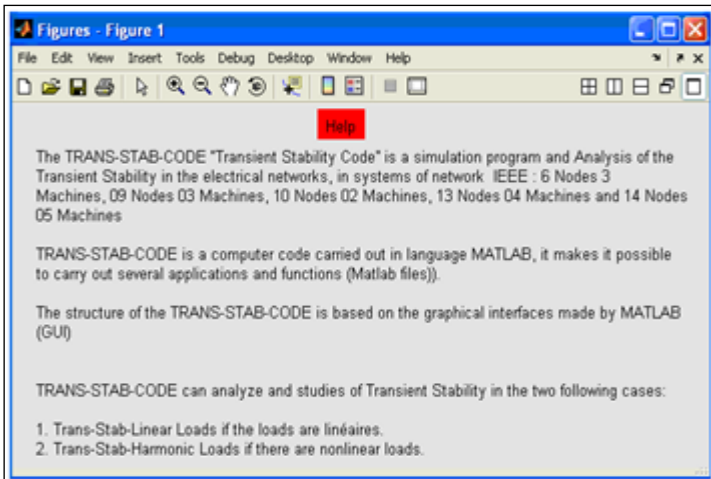 Figures - Figure 1
File Edit View Insert Tools Debug Desktop Window Help
Help
The TRANS-STAB-CODE "Transient Stability Code" is a simulation program and Analysis of the
Transient Stability in the electrical networks, in systems of network IEEE : 6 Nodes 3
Machines, 09 Nodes 03 Machines, 10 Nodes 02 Machines, 13 Nodes 04 Machines and 14 Nodes
05 Machines
TRANS-STAB-CODE is a computer code carried out in language MATLAB, it makes it possible
to carry out several applications and functions (Matlab files)).
The structure of the TRANS-STAB-CODE is based on the graphical interfaces made by MATLAB
(GUI)
TRANS-STAB-CODE can analyze and studies of Transient Stability in the two following cases:
1. Trans-Stab-Linear Loads if the loads are linéaires.
2. Trans-Stab-Harmonic Loads if there are nonlinear loads.